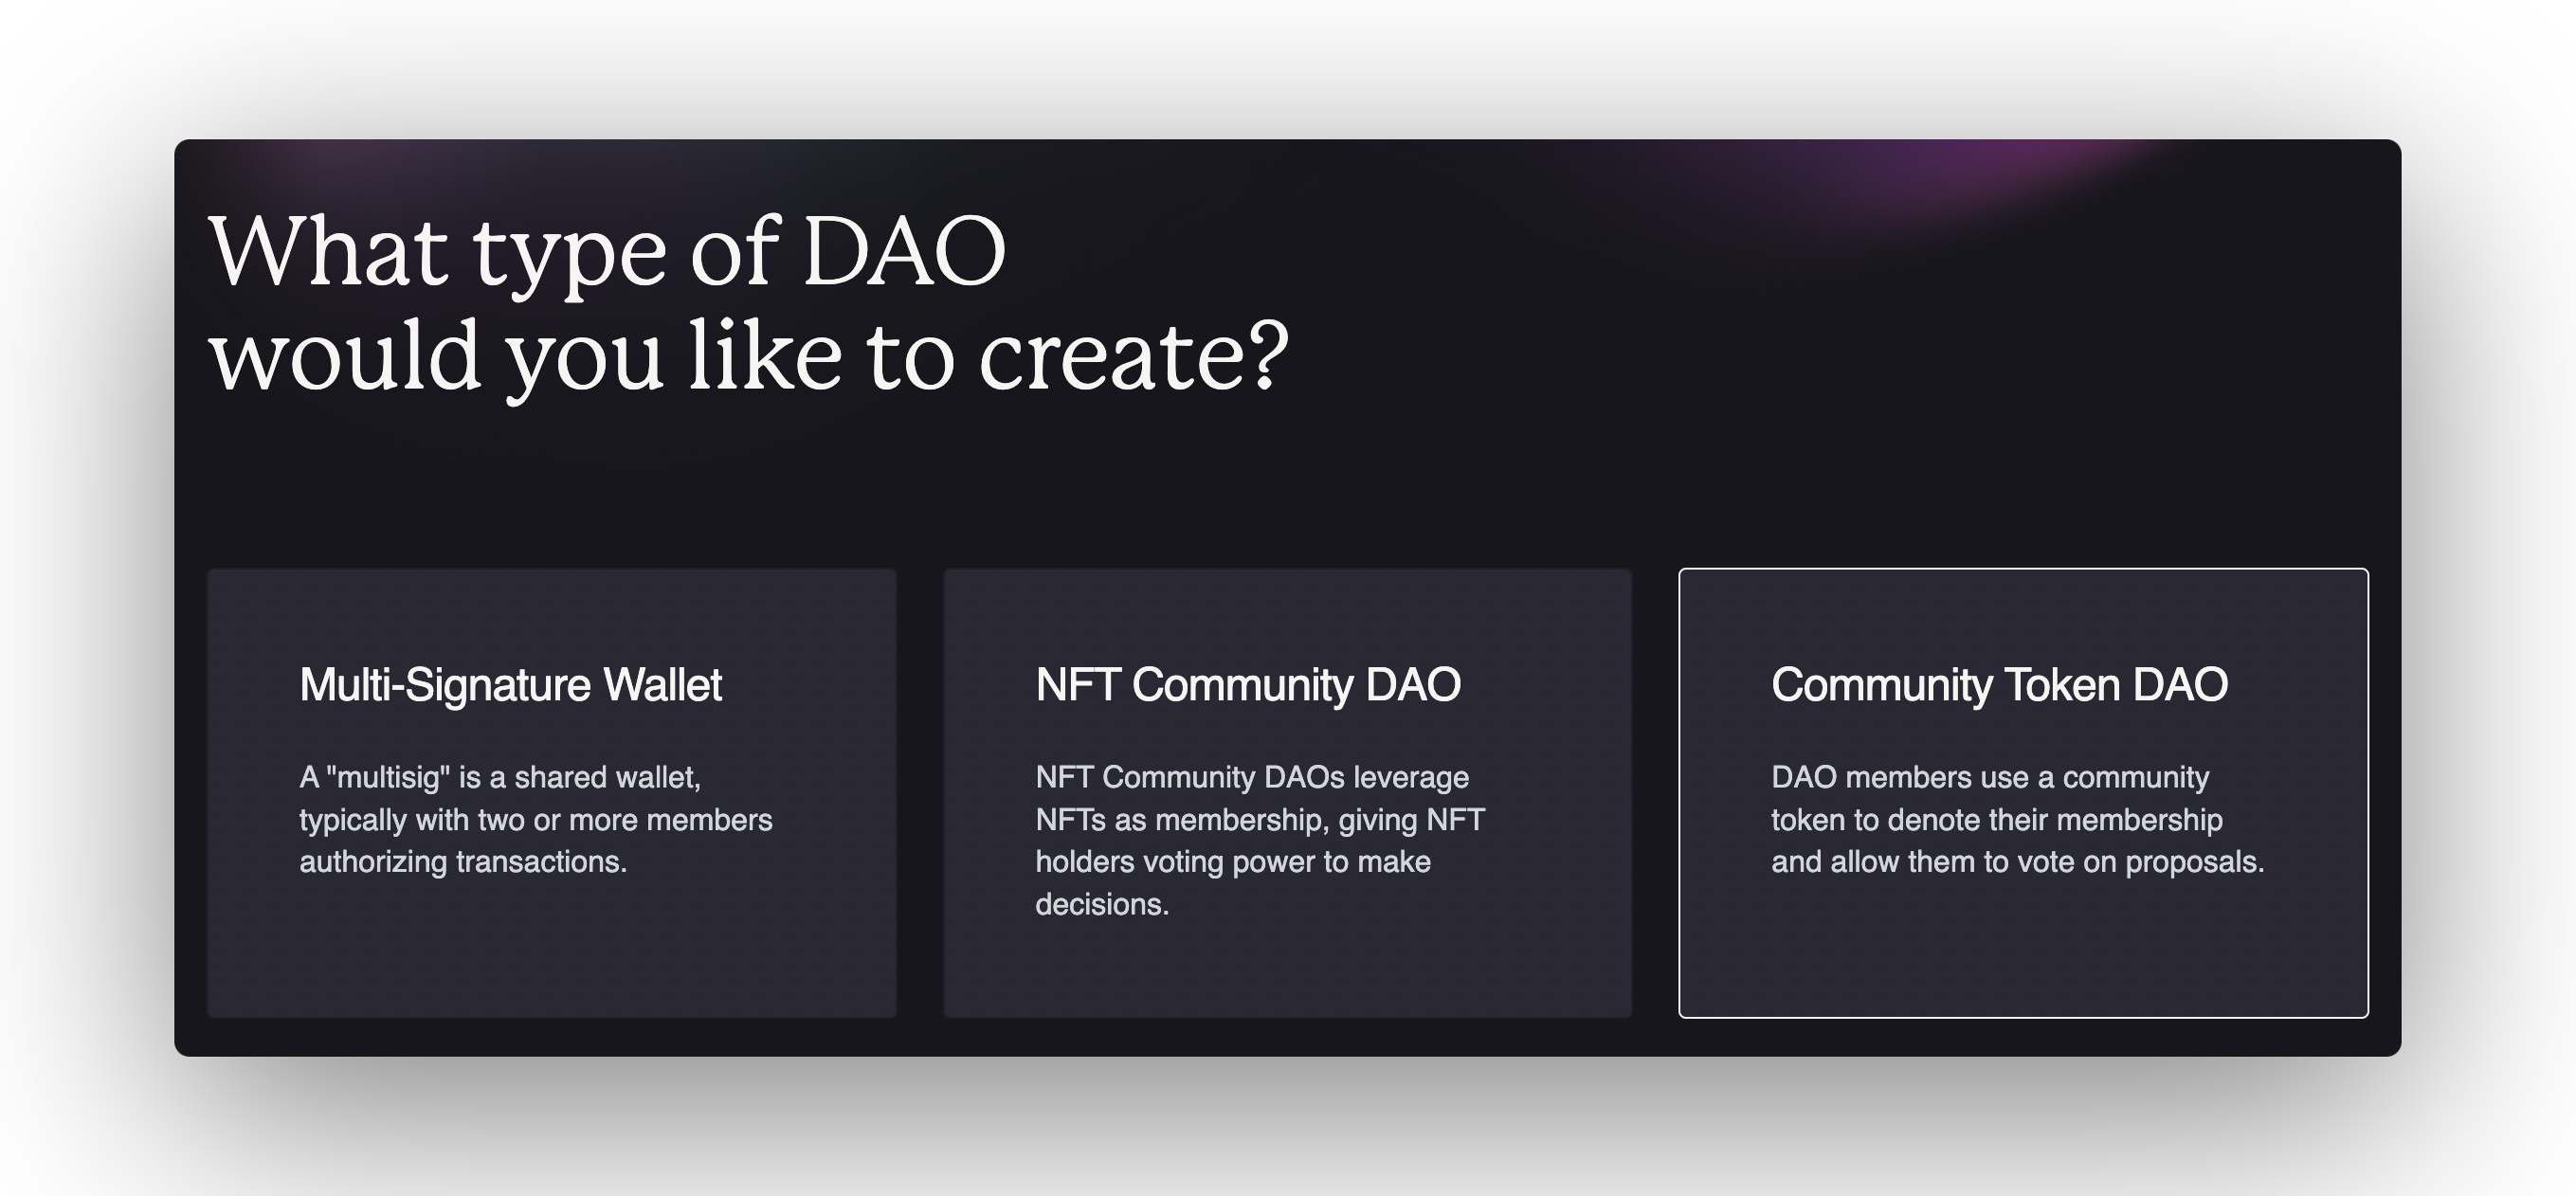 What type of DAO
would you like to create?
Multi-Signature Wallet
A "multisig" is a shared wallet,
typically with two or more members
authorizing transactions.
NFT Community DAO
NFT Community DAOs leverage
NFTs as membership, giving NFT
holders voting power to make
decisions.
Community Token DAO
DAO members use a community
token to denote their membership
and allow them to vote on proposals.